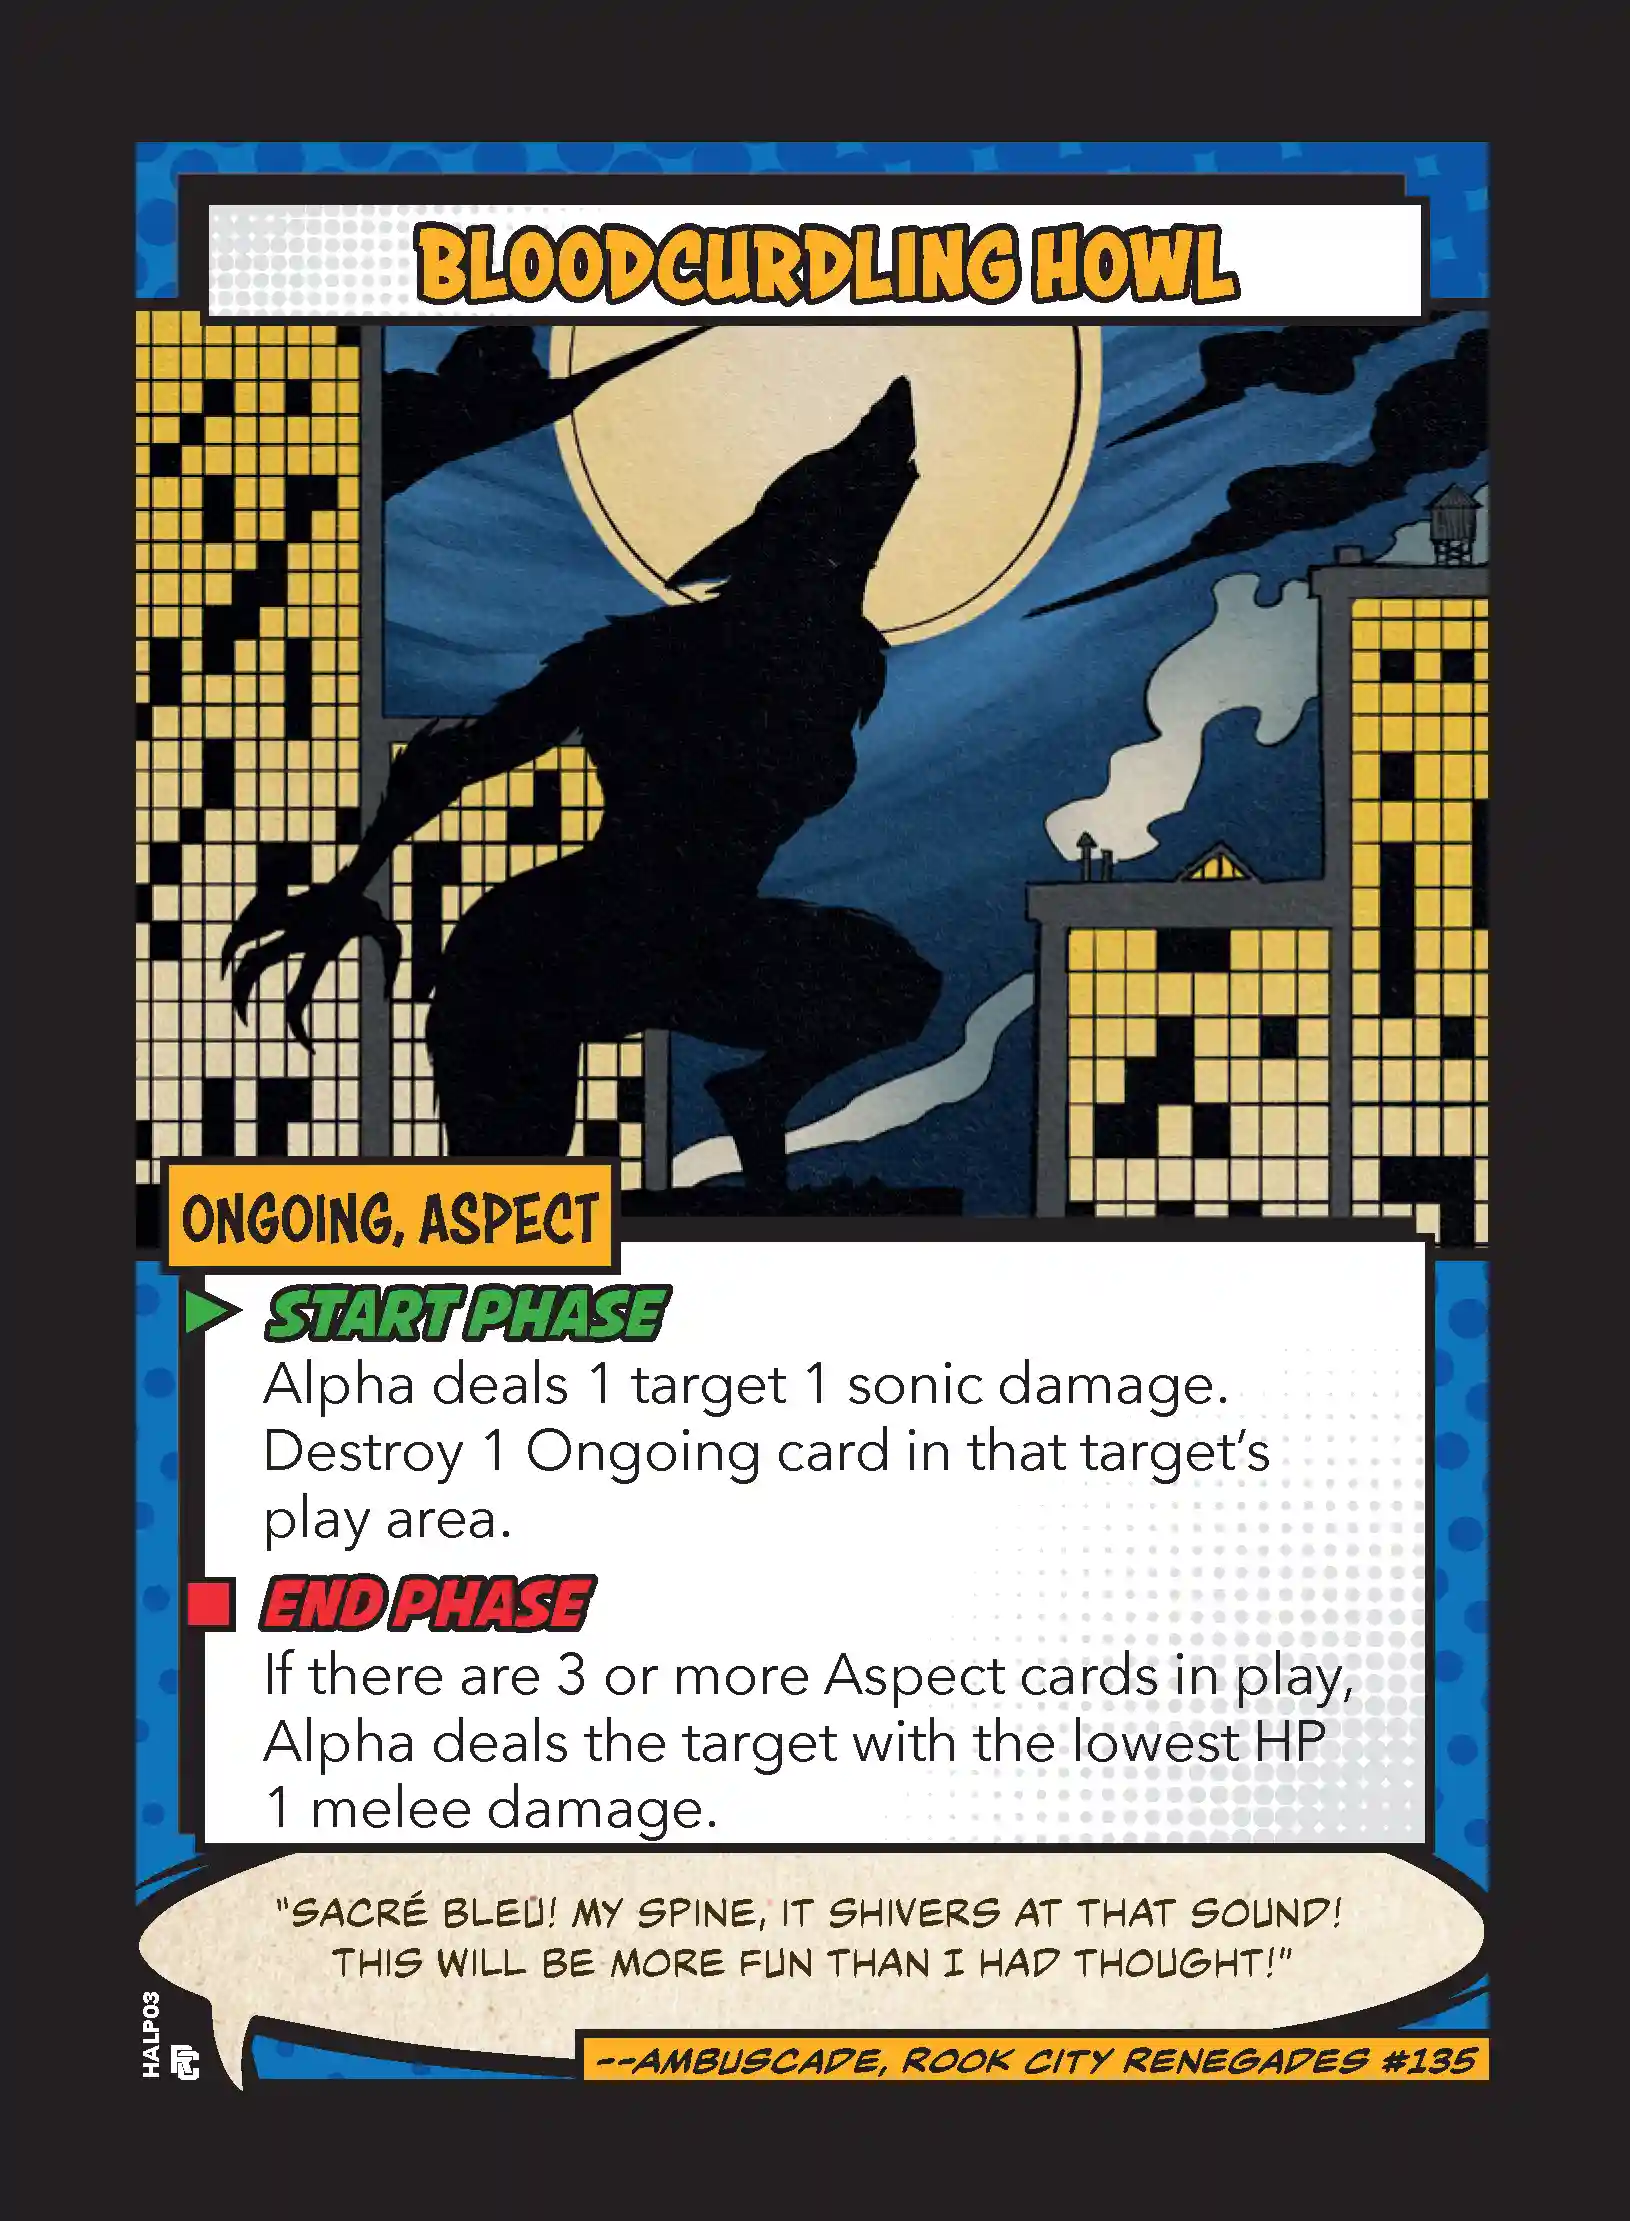 BLOODCURDLING HOWL
ONGOING, ASPECT
START PHASE
Alpha deals 1 target 1 sonic damage.
Destroy 1 Ongoing card in that target's
play area.
END PHASE
If there are 3 or more Aspect cards in play,
Alpha deals the target with the lowest HP
1 melee damage.
"SACRÉ BLEU! MY SPINE, IT SHIVERS AT THAT SOUND!
THIS WILL BE MORE FUN THAN I HAD THOUGHT!"
--AMBUSCADE, ROOK CITY RENEGADES #135
HALP03